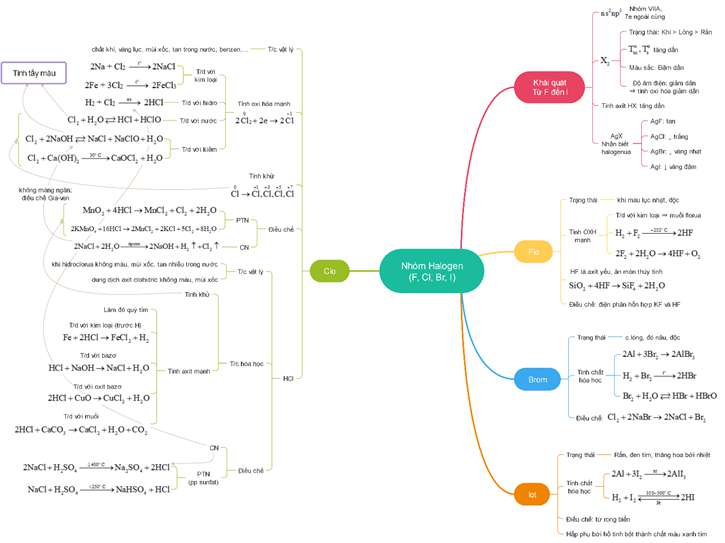 Nhóm Halogen
(F, Cl, Br, I)
Khái quát
Từ F đến I
ns²np⁵
Nhóm VIIA,
7e ngoài cùng
X₂
Trạng thái: Khí > Lỏng > Rắn
tăng dần
Màu sắc: Đậm dần
Độ âm điện: giảm dần
⇒ tính oxi hóa giảm dần
Tính axit HX: tăng dần
AgX
Nhận biết
halogenua
AgF: tan
AgCl: ↓ trắng
AgBr: ↓ vàng nhạt
AgI: ↓ vàng đậm
Flo
Trạng thái
khí màu lục nhạt, độc
Tính OXH
mạnh
T/d với kim loại ⇒ muối florua
H₂ + F₂ —-252° C→ 2HF
2F₂ + 2H₂O → 4HF + O₂
HF là axit yếu, ăn mòn thủy tinh
SiO₂ + 4HF → SiF₄ + 2H₂O
Điều chế: điện phân hỗn hợp KF và HF
Brom
Trạng thái
c.lỏng, đỏ nâu, độc
Tính chất
hóa học
2Al + 3Br₂ → 2AlBr₃
H₂ + Br₂ —t°→ 2HBr
Br₂ + H₂O ⇌ HBr + HBrO
Điều chế
Cl₂ + 2NaBr → 2NaCl + Br₂
Iot
Trạng thái
Rắn, đen tím, thăng hoa bởi nhiệt
Tính chất
hóa học
2Al + 3I₂ → 2AlI₃
H₂ + I₂ ⇌ 2HI
Điều chế: từ rong biển
Hấp phụ bởi hồ tinh bột thành chất màu xanh tím
Clo
T/c vật lý
chất khí, vàng lục, mùi xốc, tan trong nước, benzen,...
Tính tẩy màu
Tính oxi hóa mạnh
Cl₂ + 2e → 2Cl
T/d với
kim loại
2Na + Cl₂ —t°→ 2NaCl
2Fe + 3Cl₂ —t°→ 2FeCl₃
T/d với hiđro
H₂ + Cl₂ —as→ 2HCl
T/d với nước
Cl₂ + H₂O ⇌ HCl + HClO
T/d với kiềm
Cl₂ + 2NaOH ⇌ NaCl + NaClO + H₂O
Cl₂ + Ca(OH)₂ —30° C→ CaOCl₂ + H₂O
Tính khử
Cl → Cl, Cl, Cl, Cl
không màng ngăn,
điều chế Gia-ven
Điều chế
PTN
MnO₂ + 4HCl → MnCl₂ + Cl₂ + 2H₂O
2KMnO₄ + 16HCl → 2MnCl₂ + 2KCl + 5Cl₂ + 8H₂O
CN
2NaCl + 2H₂O —đpmn→ 2NaOH + H₂ ↑ + Cl₂ ↑
HCl
T/c vật lý
khí hiđroclorua không màu, mùi xốc, tan nhiều trong nước
dung dịch axit clohiđric không màu, mùi xốc
T/c hóa học
Tính khử
Tính axit mạnh
Làm đỏ quỳ tím
T/d với kim loại (trước H)
Fe + 2HCl → FeCl₂ + H₂
T/d với bazơ
HCl + NaOH → NaCl + H₂O
T/d với oxit bazơ
2HCl + CuO → CuCl₂ + H₂O
T/d với muối
2HCl + CaCO₃ → CaCl₂ + H₂O + CO₂
Điều chế
CN
PTN
(pp sunfat)
2NaCl + H₂SO₄ —≥400° C→ Na₂SO₄ + 2HCl
NaCl + H₂SO₄ —<250° C→ NaHSO₄ + HCl